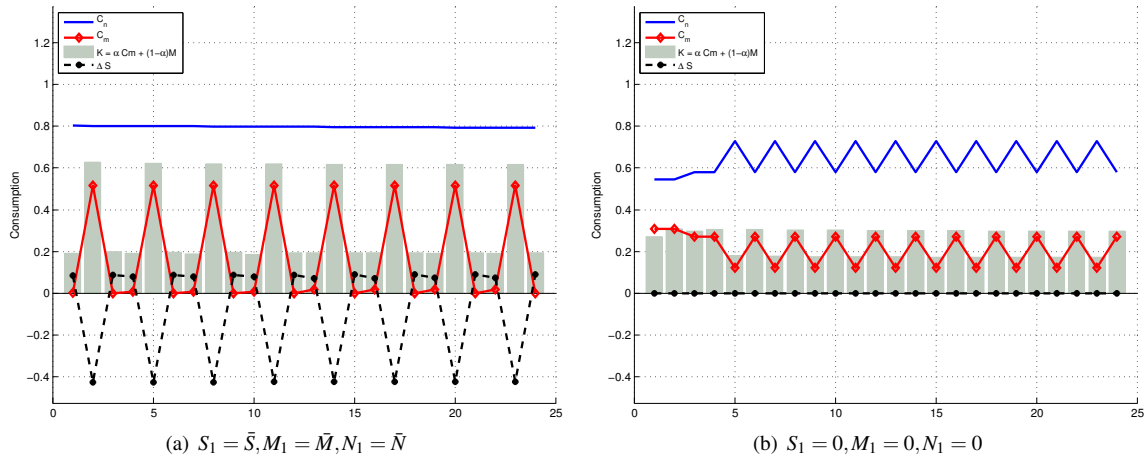 C_n
C_m
K = α Cm + (1−α)M
Δ S
1.2
1
0.8
0.6
0.4
0.2
0
−0.2
−0.4
Consumption
0 5 10 15 20 25
(a) S_1 = S̄, M_1 = M̄, N_1 = N̄
C_n
C_m
K = α Cm + (1−α)M
Δ S
1.2
1
0.8
0.6
0.4
0.2
0
−0.2
−0.4
Consumption
0 5 10 15 20 25
(b) S_1 = 0, M_1 = 0, N_1 = 0